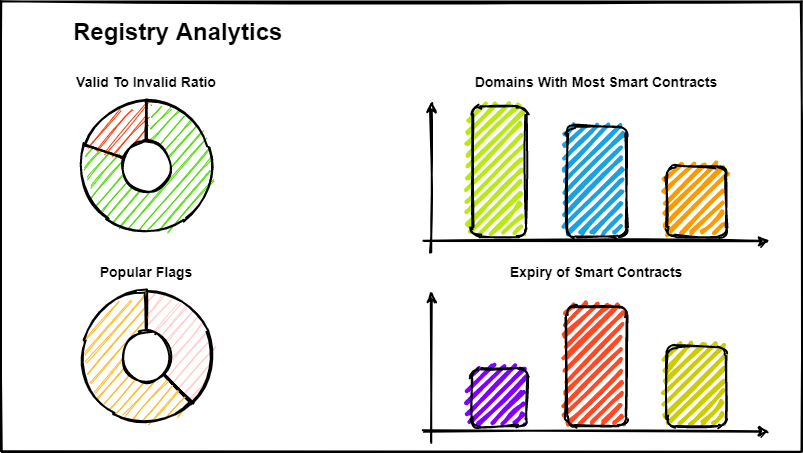 Registry Analytics
Valid To Invalid Ratio
Domains With Most Smart Contracts
Popular Flags
Expiry of Smart Contracts